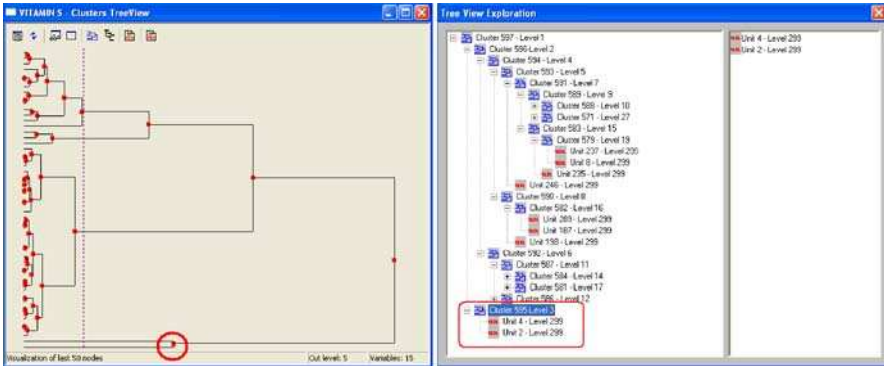 VITAMIN S - Clusters TreeView
Visualization of last 50 nodes
Cut level: 5
Variables: 15
Tree View Exploration
Cluster 597 - Level 1
Cluster 596-Level 2
Cluster 594 - Level 4
Cluster 593 - Level 5
Cluster 591 - Level 7
Cluster 589 - Level 9
Cluster 588 - Level 10
Cluster 571 - Level 27
Cluster 583 - Level 15
Cluster 579 - Level 19
Unit 237 - Level 299
Unit 8 - Level 299
Unit 235 - Level 299
Unit 246 - Level 299
Cluster 590 - Level 8
Cluster 582 - Level 16
Unit 289 - Level 299
Unit 187 - Level 299
Unit 198 - Level 299
Cluster 592 - Level 6
Cluster 587 - Level 11
Cluster 584 - Level 14
Cluster 581 - Level 17
Cluster 586 - Level 12
Cluster 595-Level 3
Unit 4 - Level 299
Unit 2 - Level 299
Unit 4 - Level 299
Unit 2 - Level 299